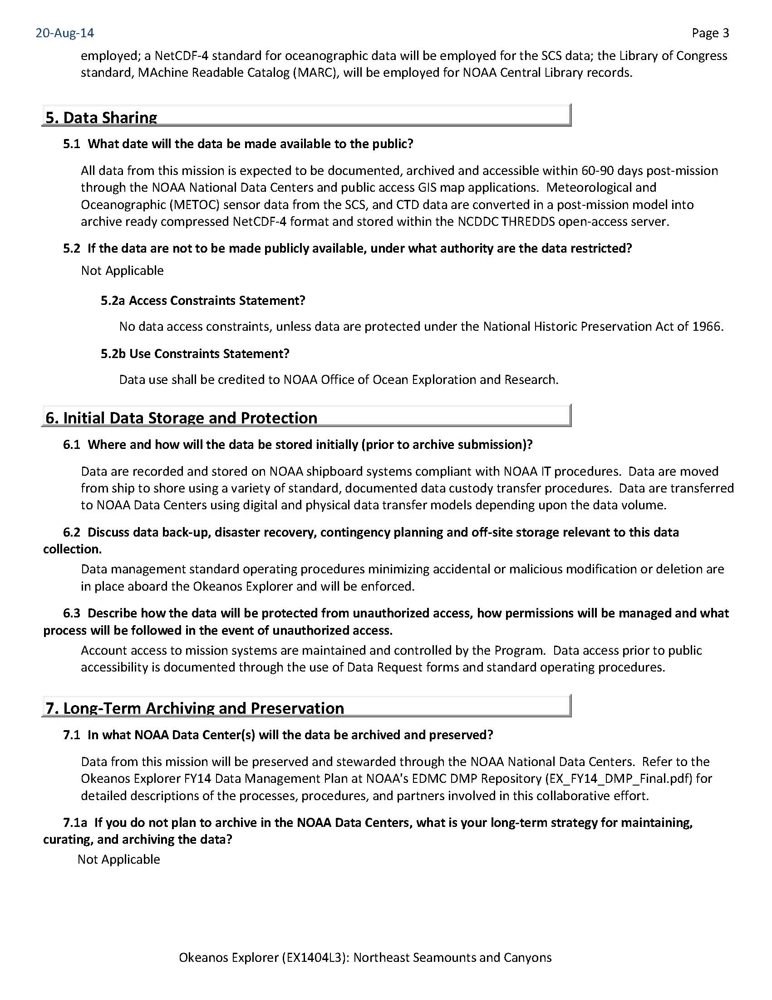 20-Aug-14 Page 3
employed; a NetCDF-4 standard for oceanographic data will be employed for the SCS data; the Library of Congress
standard, MAchine Readable Catalog (MARC), will be employed for NOAA Central Library records.
5. Data Sharing
5.1 What date will the data be made available to the public?
All data from this mission is expected to be documented, archived and accessible within 60-90 days post-mission
through the NOAA National Data Centers and public access GIS map applications. Meteorological and
Oceanographic (METOC) sensor data from the SCS, and CTD data are converted in a post-mission model into
archive ready compressed NetCDF-4 format and stored within the NCDDC THREDDS open-access server.
5.2 If the data are not to be made publicly available, under what authority are the data restricted?
Not Applicable
5.2a Access Constraints Statement?
No data access constraints, unless data are protected under the National Historic Preservation Act of 1966.
5.2b Use Constraints Statement?
Data use shall be credited to NOAA Office of Ocean Exploration and Research.
6. Initial Data Storage and Protection
6.1 Where and how will the data be stored initially (prior to archive submission)?
Data are recorded and stored on NOAA shipboard systems compliant with NOAA IT procedures. Data are moved
from ship to shore using a variety of standard, documented data custody transfer procedures. Data are transferred
to NOAA Data Centers using digital and physical data transfer models depending upon the data volume.
6.2 Discuss data back-up, disaster recovery, contingency planning and off-site storage relevant to this data
collection.
Data management standard operating procedures minimizing accidental or malicious modification or deletion are
in place aboard the Okeanos Explorer and will be enforced.
6.3 Describe how the data will be protected from unauthorized access, how permissions will be managed and what
process will be followed in the event of unauthorized access.
Account access to mission systems are maintained and controlled by the Program. Data access prior to public
accessibility is documented through the use of Data Request forms and standard operating procedures.
7. Long-Term Archiving and Preservation
7.1 In what NOAA Data Center(s) will the data be archived and preserved?
Data from this mission will be preserved and stewarded through the NOAA National Data Centers. Refer to the
Okeanos Explorer FY14 Data Management Plan at NOAA's EDMC DMP Repository (EX_FY14_DMP_Final.pdf) for
detailed descriptions of the processes, procedures, and partners involved in this collaborative effort.
7.1a If you do not plan to archive in the NOAA Data Centers, what is your long-term strategy for maintaining,
curating, and archiving the data?
Not Applicable
Okeanos Explorer (EX1404L3): Northeast Seamounts and Canyons